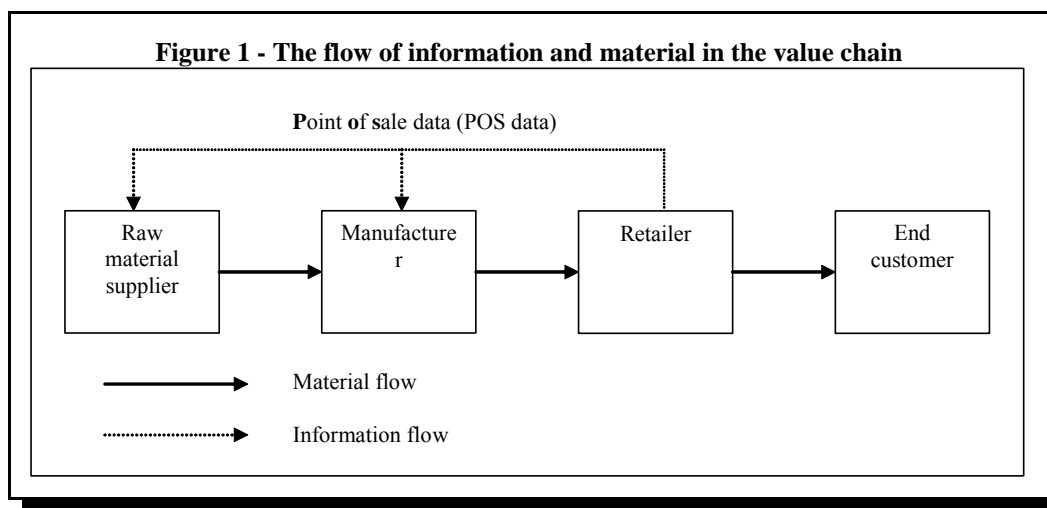 Figure 1 - The flow of information and material in the value chain
Point of sale data (POS data)
Raw
material
supplier
Manufacture
r
Retailer
End
customer
Material flow
Information flow